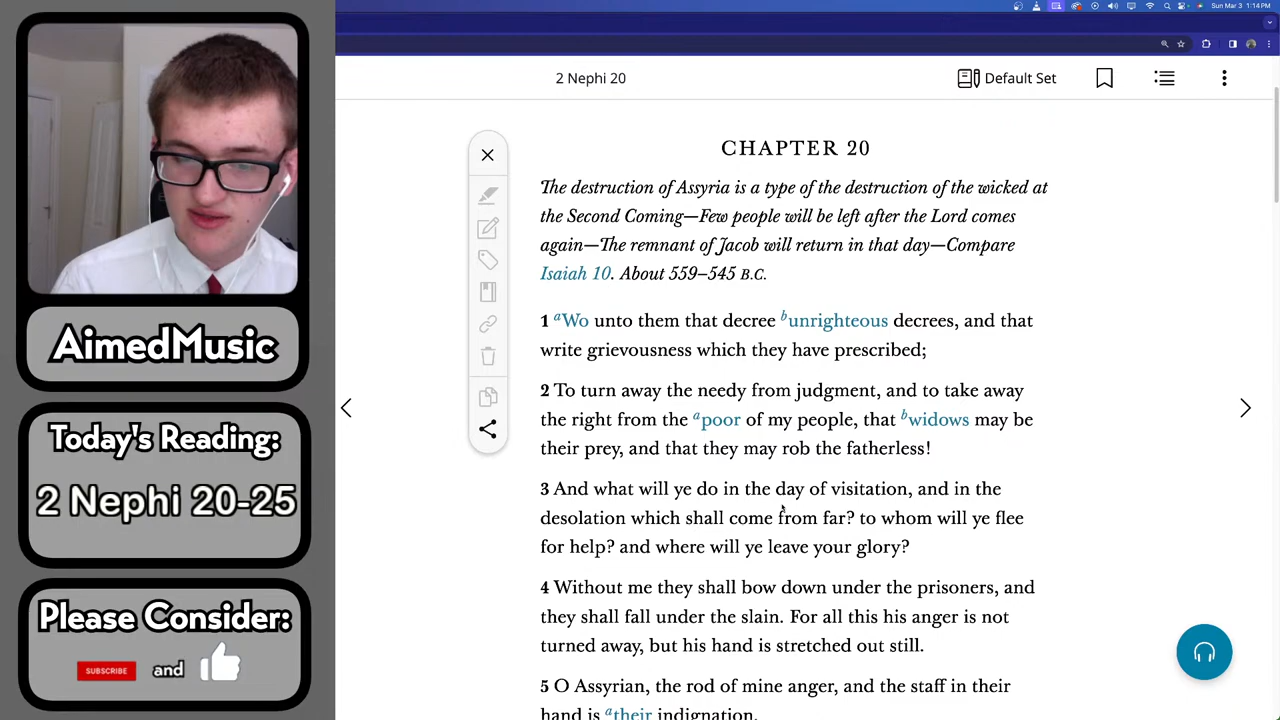 Sun Mar 3 1:14 PM
2 Nephi 20
Default Set
AimedMusic
Today's Reading:
2 Nephi 20-25
Please Consider:
SUBSCRIBE and
CHAPTER 20
The destruction of Assyria is a type of the destruction of the wicked at
the Second Coming—Few people will be left after the Lord comes
again—The remnant of Jacob will return in that day—Compare
Isaiah 10. About 559–545 B.C.
1 aWo unto them that decree bunrighteous decrees, and that
write grievousness which they have prescribed;
2 To turn away the needy from judgment, and to take away
the right from the apoor of my people, that bwidows may be
their prey, and that they may rob the fatherless!
3 And what will ye do in the day of visitation, and in the
desolation which shall come from far? to whom will ye flee
for help? and where will ye leave your glory?
4 Without me they shall bow down under the prisoners, and
they shall fall under the slain. For all this his anger is not
turned away, but his hand is stretched out still.
5 O Assyrian, the rod of mine anger, and the staff in their
hand is atheir indignation.